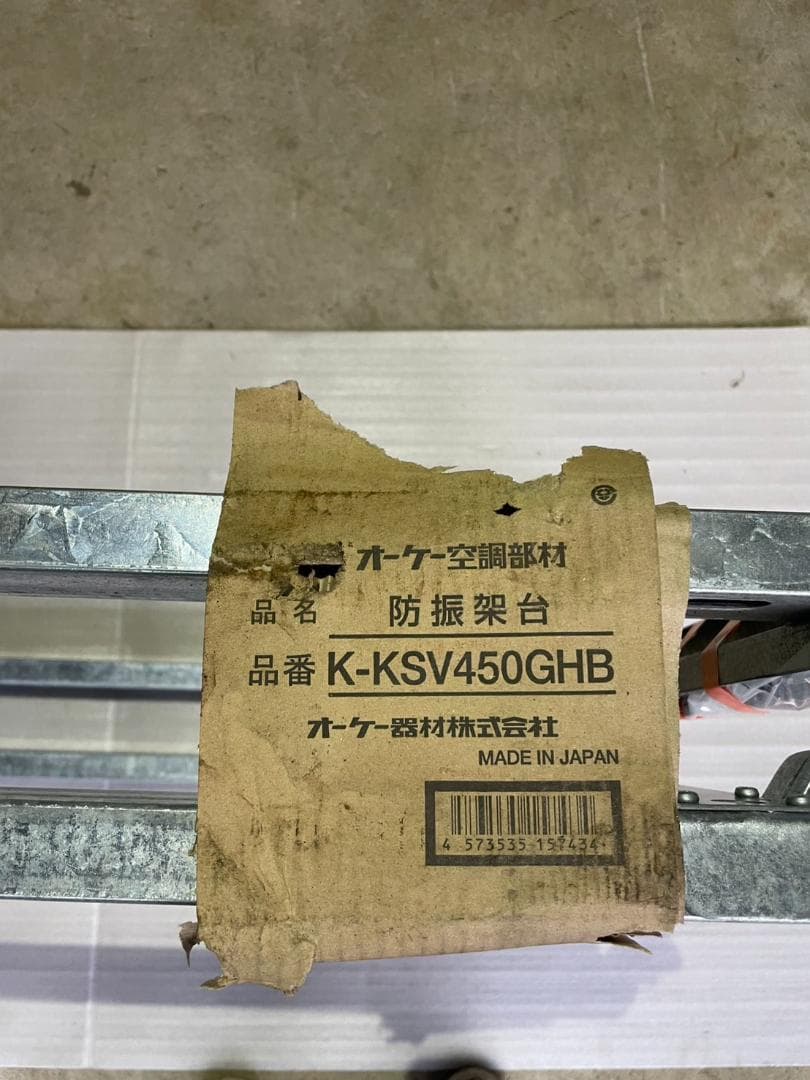 オーケー空調部材
品名 防振架台
品番 K-KSV450GHB
オーケー器材株式会社
MADE IN JAPAN
4 573535 157434